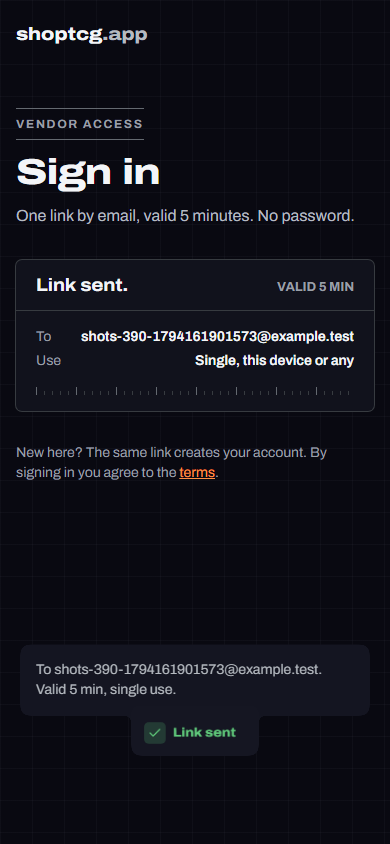 shoptcg.app
VENDOR ACCESS
Sign in
One link by email, valid 5 minutes. No password.
Link sent. VALID 5 MIN
To shots-390-1794161901573@example.test
Use Single, this device or any
New here? The same link creates your account. By
signing in you agree to the terms.
To shots-390-1794161901573@example.test.
Valid 5 min, single use.
Link sent